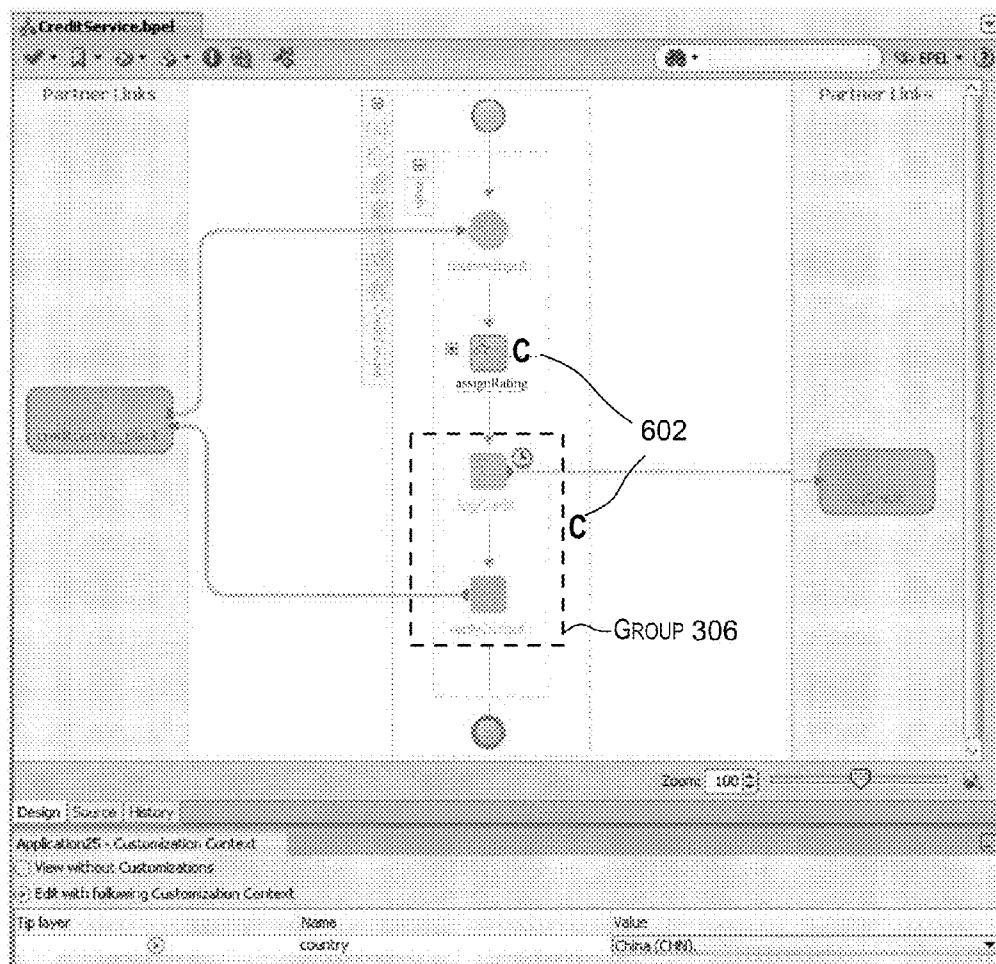 CreditService.bpel
BPEL
Partner Links
Partner Links
C
assignRating
602
C
GROUP 306
Zoom: 100
Design Source History
Application25 - Customization Context
View without Customizations
Edit with following Customization Context
Tip layer Name Value
country China (CHN)